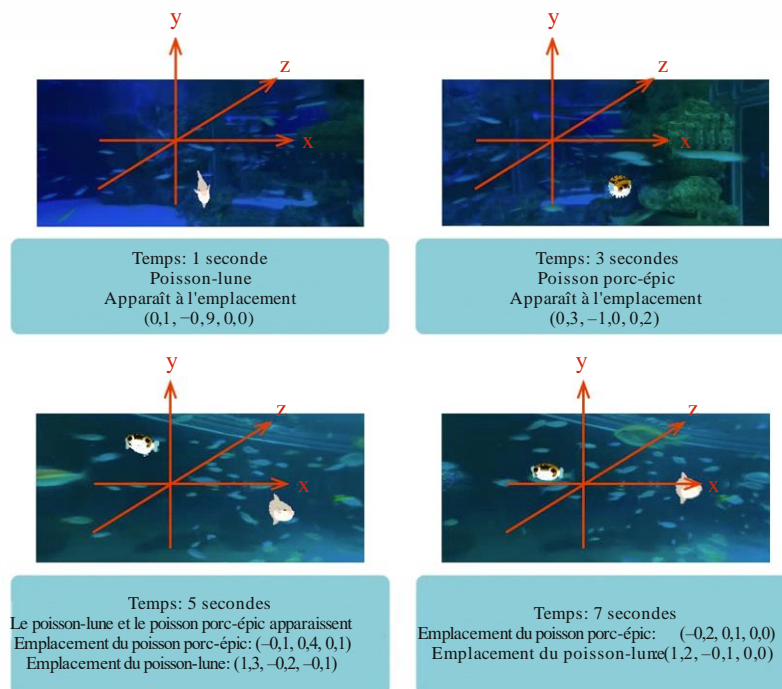 y
z
x
Temps: 1 seconde
Poisson-lune
Apparaît à l'emplacement
(0,1, −0,9, 0,0)
y
z
x
Temps: 3 secondes
Poisson porc-épic
Apparaît à l'emplacement
(0,3, –1,0, 0,2)
y
z
x
Temps: 5 secondes
Le poisson-lune et le poisson porc-épic apparaissent
Emplacement du poisson porc-épic: (–0,1, 0,4, 0,1)
Emplacement du poisson-lune: (1,3, –0,2, –0,1)
y
z
x
Temps: 7 secondes
Emplacement du poisson porc-épic: (–0,2, 0,1, 0,0)
Emplacement du poisson-lune: (1,2, –0,1, 0,0)